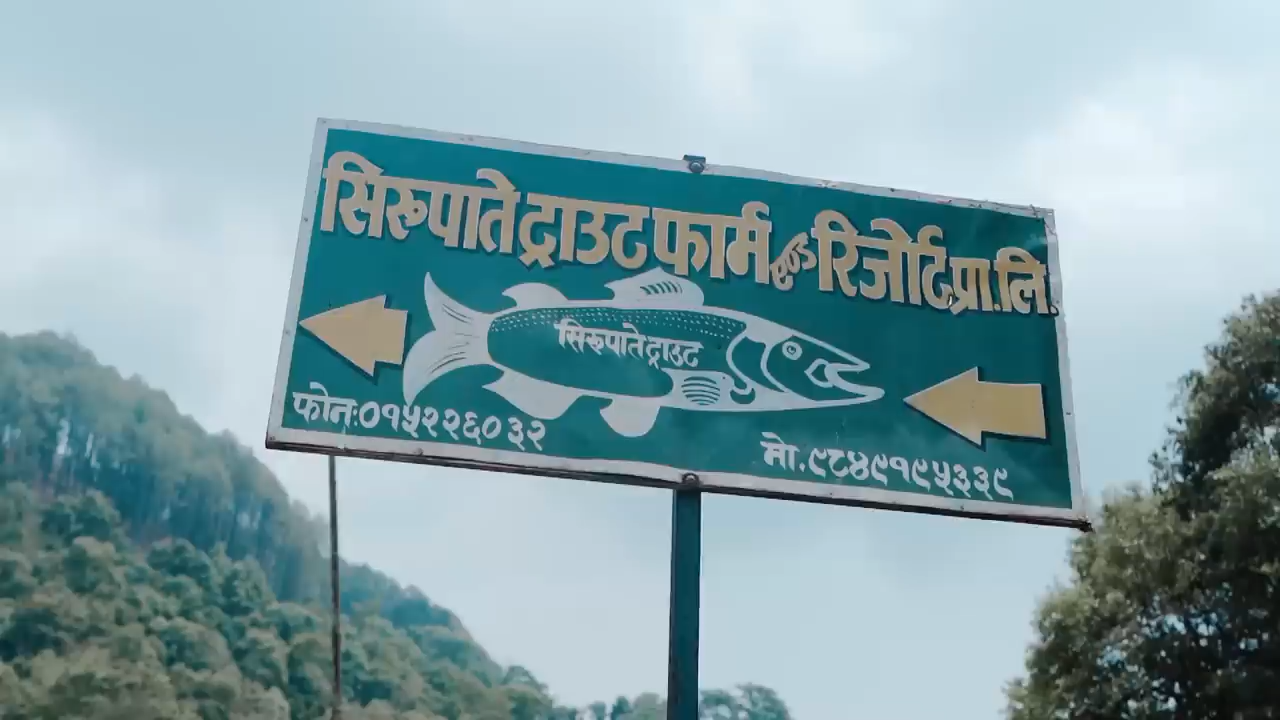 सिरूपाते ट्राउट फार्म एण्ड रिजोर्ट प्रा.लि.
सिरूपाते ट्राउट
फोन:०१५२२६०३२
मो.९८४९१९५३३९